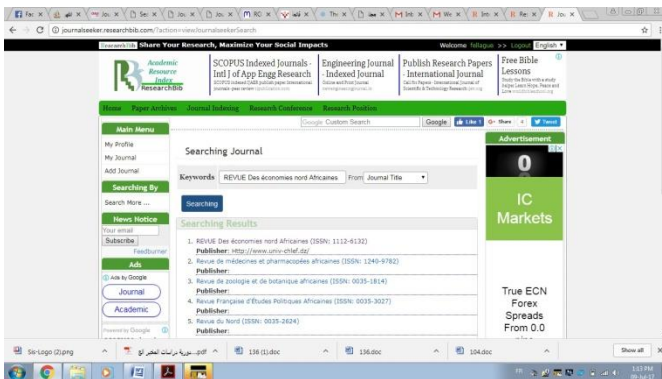 journalseeker.researchbib.com/?action=viewJournalseekerSearch
Share Your Research, Maximize Your Social Impacts
Welcome fellague >> Logout English
Academic
Resource
Index
ResearchBib
SCOPUS Indexed Journals -
Intl J of App Engg Research
Engineering Journal
- Indexed Journal
Publish Research Papers
- International Journal
Free Bible
Lessons
Home Paper Archives Journal Indexing Research Conference Research Position
Google Custom Search
Google
Like 1
Share 4
Tweet
Main Menu
My Profile
My Journal
Add Journal
Searching By
Search More ...
News Notice
Your email
Subscribe
Feedburner
Ads
Ads by Google
Journal
Academic
Searching Journal
Keywords REVUE Des économies nord Africaines From Journal Title
Searching
Searching Results
1. REVUE Des économies nord Africaines (ISSN: 1112-6132)
Publisher: http://www.univ-chlef.dz/
2. Revue de médecines et pharmacopées africaines (ISSN: 1240-9782)
Publisher:
3. Revue de zoologie et de botanique africaines (ISSN: 0035-1814)
Publisher:
4. Revue Française d'Études Politiques Africaines (ISSN: 0035-3027)
Publisher:
5. Revue du Nord (ISSN: 0035-2624)
Publisher:
Advertisement
0
IC
Markets
True ECN
Forex
Spreads
From 0.0
Sis-Logo (2).png
136 (1).doc
136.doc
104.doc
Show all
FR
1:53 PM